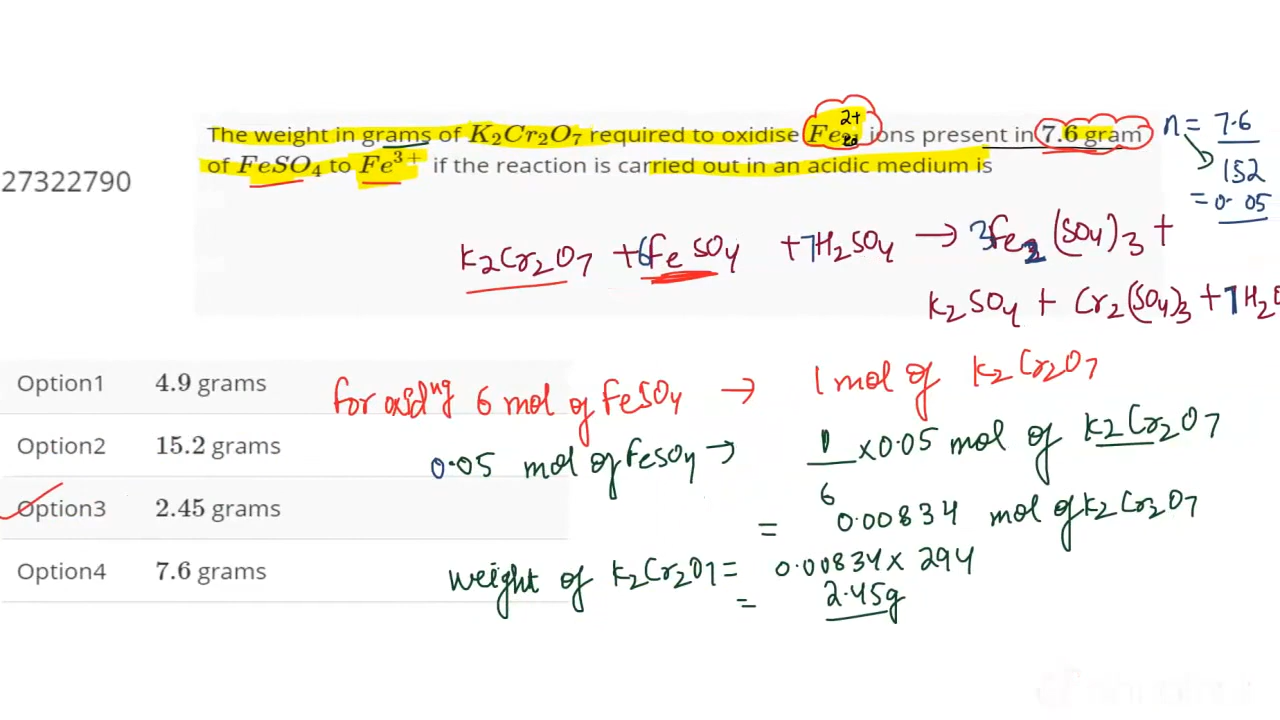 The weight in grams of K2Cr2O7 required to oxidise Fe2+ ions present in 7.6 gram
of FeSO4 to Fe3+ if the reaction is carried out in an acidic medium is
27322790
n = 7.6
152
= 0.05
K2Cr2O7 + 6FeSO4 + 7H2SO4 → 3Fe2(SO4)3 +
K2SO4 + Cr2(SO4)3 + 7H2O
Option1 4.9 grams
Option2 15.2 grams
Option3 2.45 grams
Option4 7.6 grams
for oxidng 6 mol of FeSO4 → 1 mol of K2Cr2O7
0.05 mol of FeSO4 → 1/6 ×0.05 mol of K2Cr2O7
= 0.00834 mol of K2Cr2O7
weight of K2Cr2O7 = 0.00834 × 294
= 2.45g